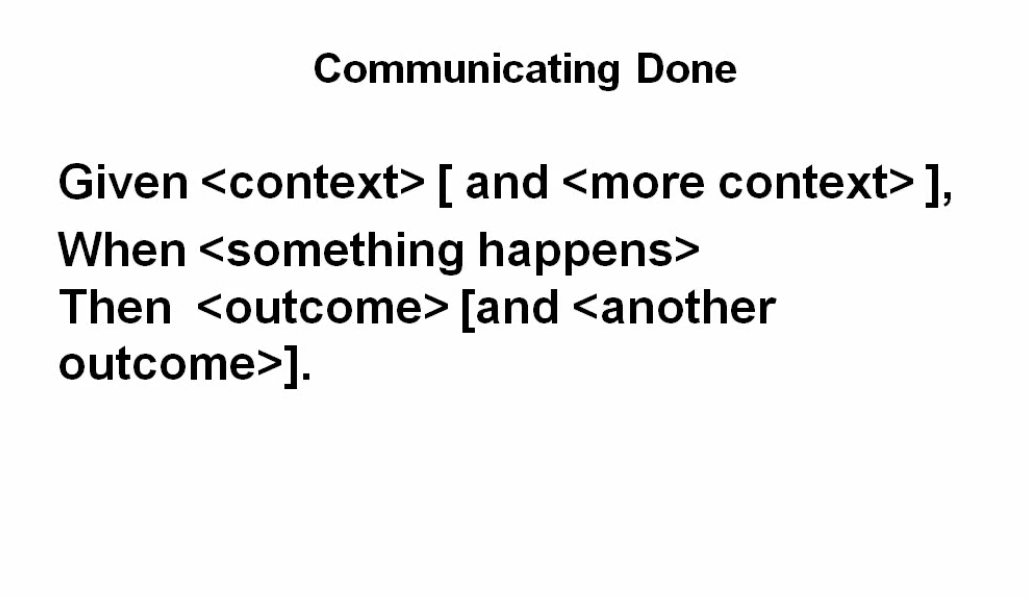 Communicating Done
Given <context> [ and <more context> ],
When <something happens>
Then <outcome> [and <another
outcome>].